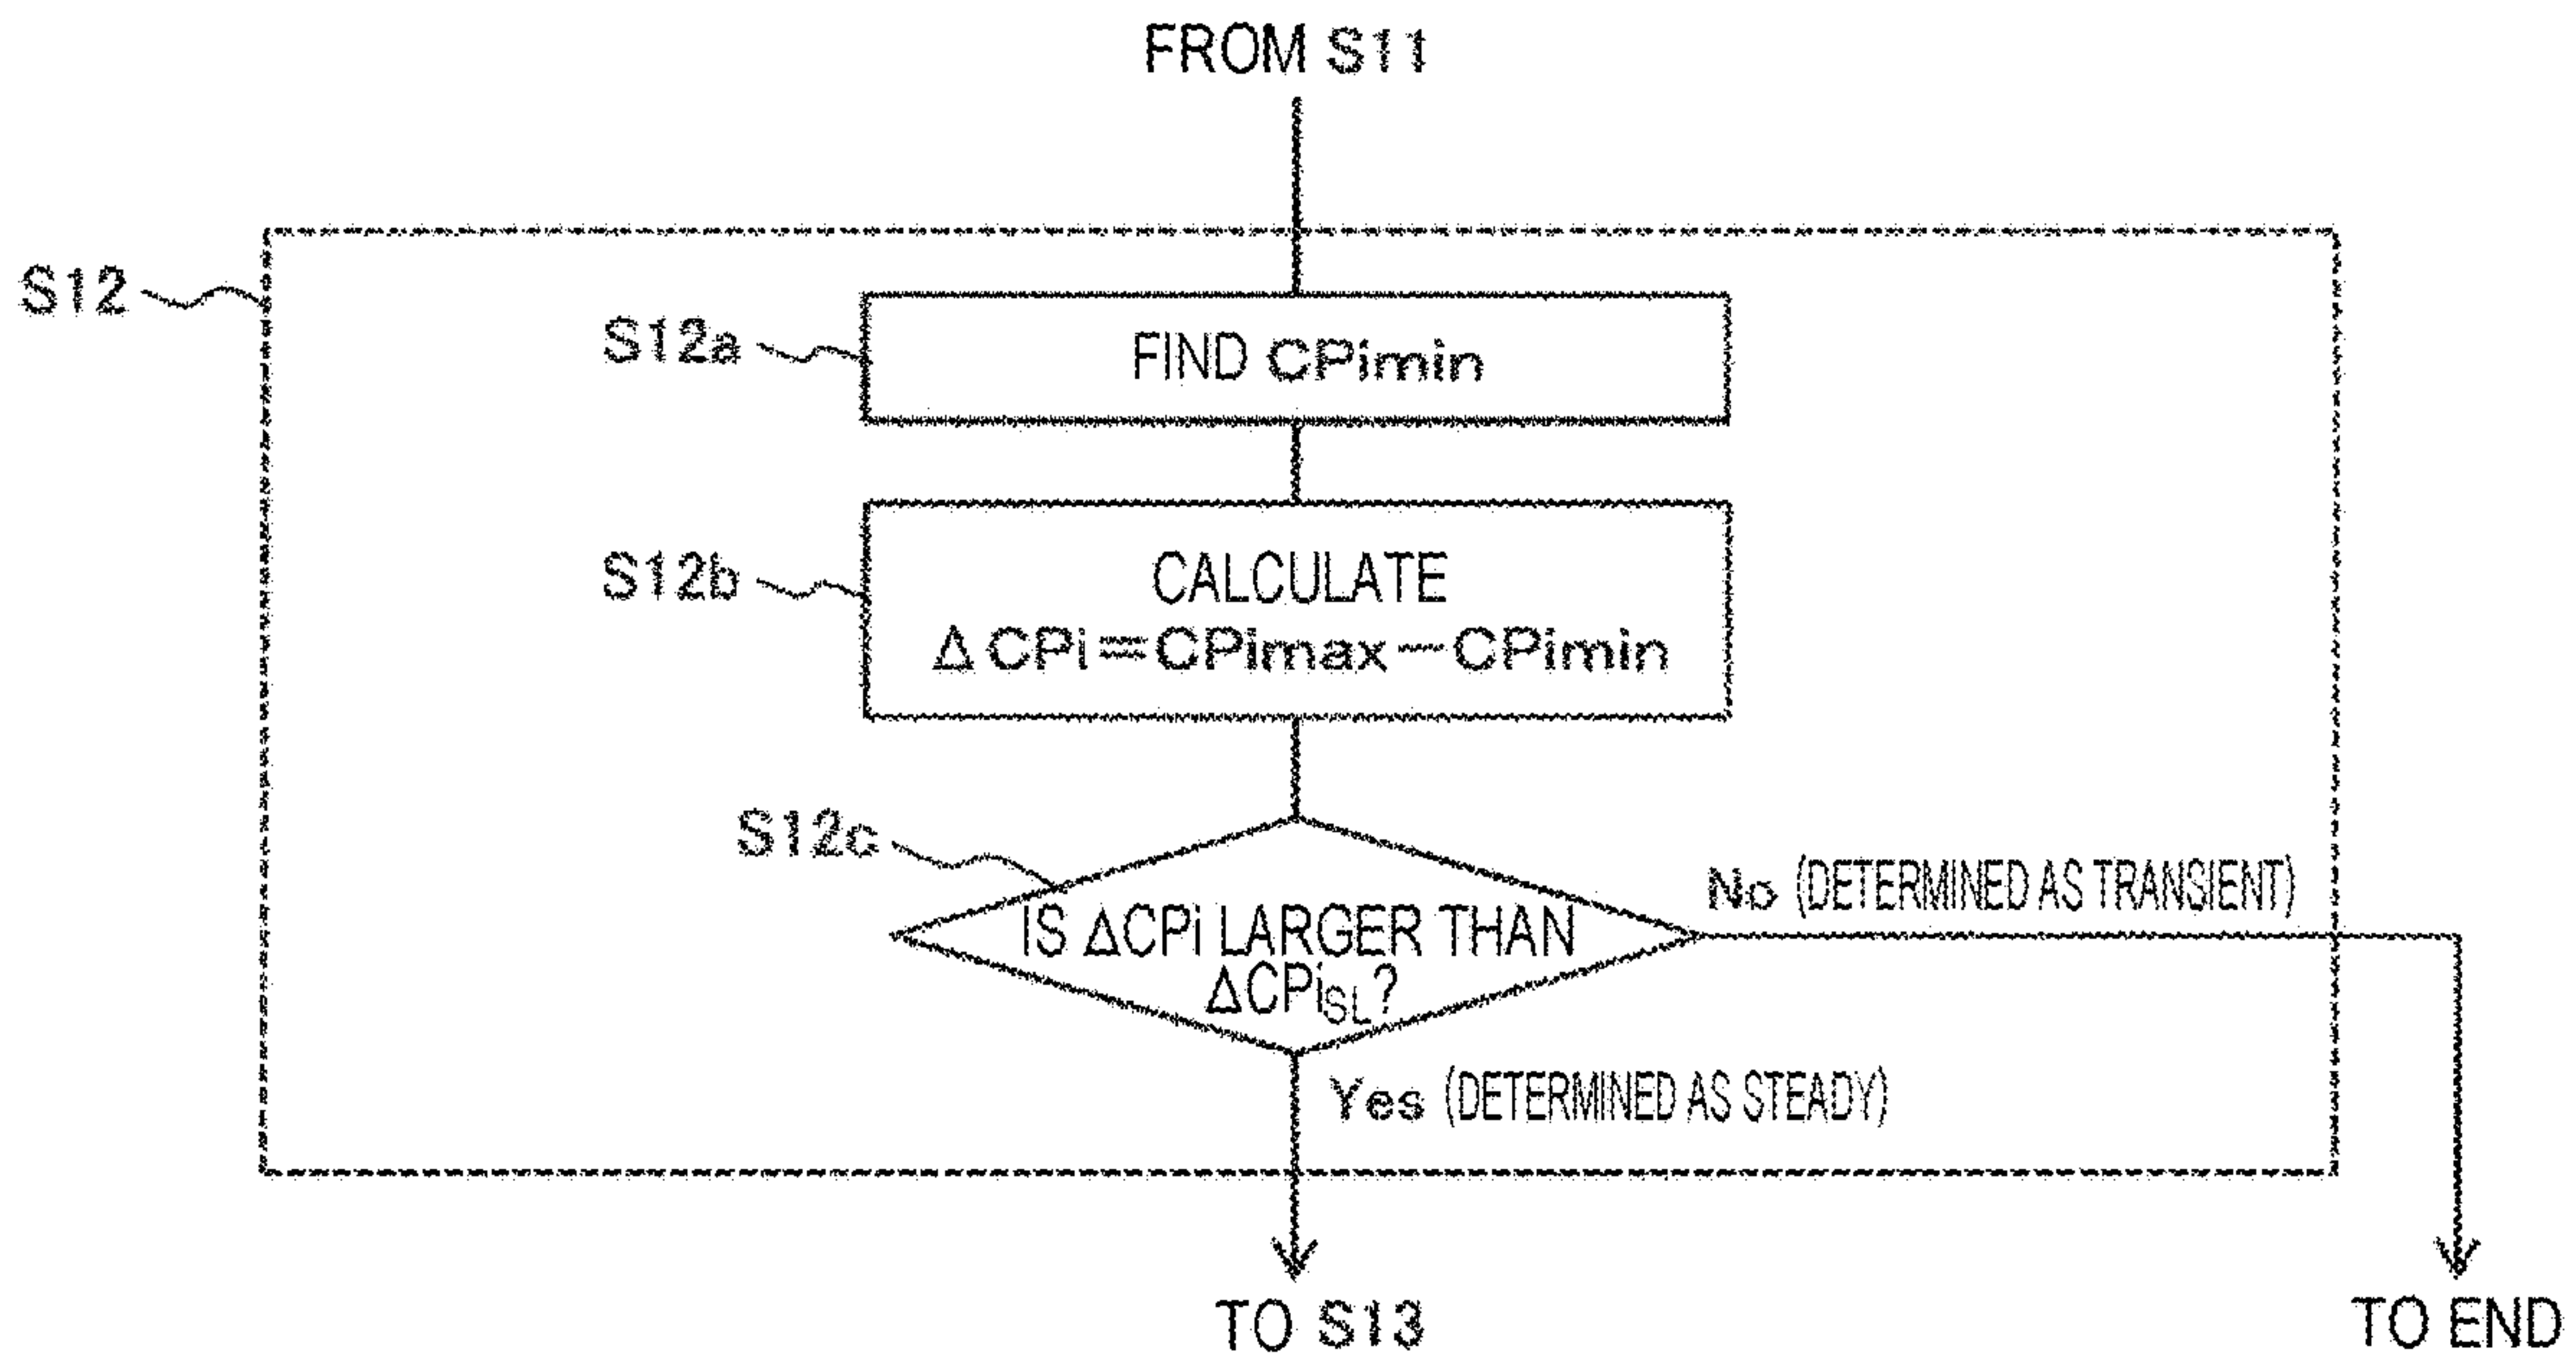 FROM S11
S12
S12a
FIND CPimin
S12b
CALCULATE
ΔCPi=CPimax-CPimin
S12c
IS ΔCPi LARGER THAN
ΔCPiSL?
No (DETERMINED AS TRANSIENT)
Yes (DETERMINED AS STEADY)
TO S13
TO END